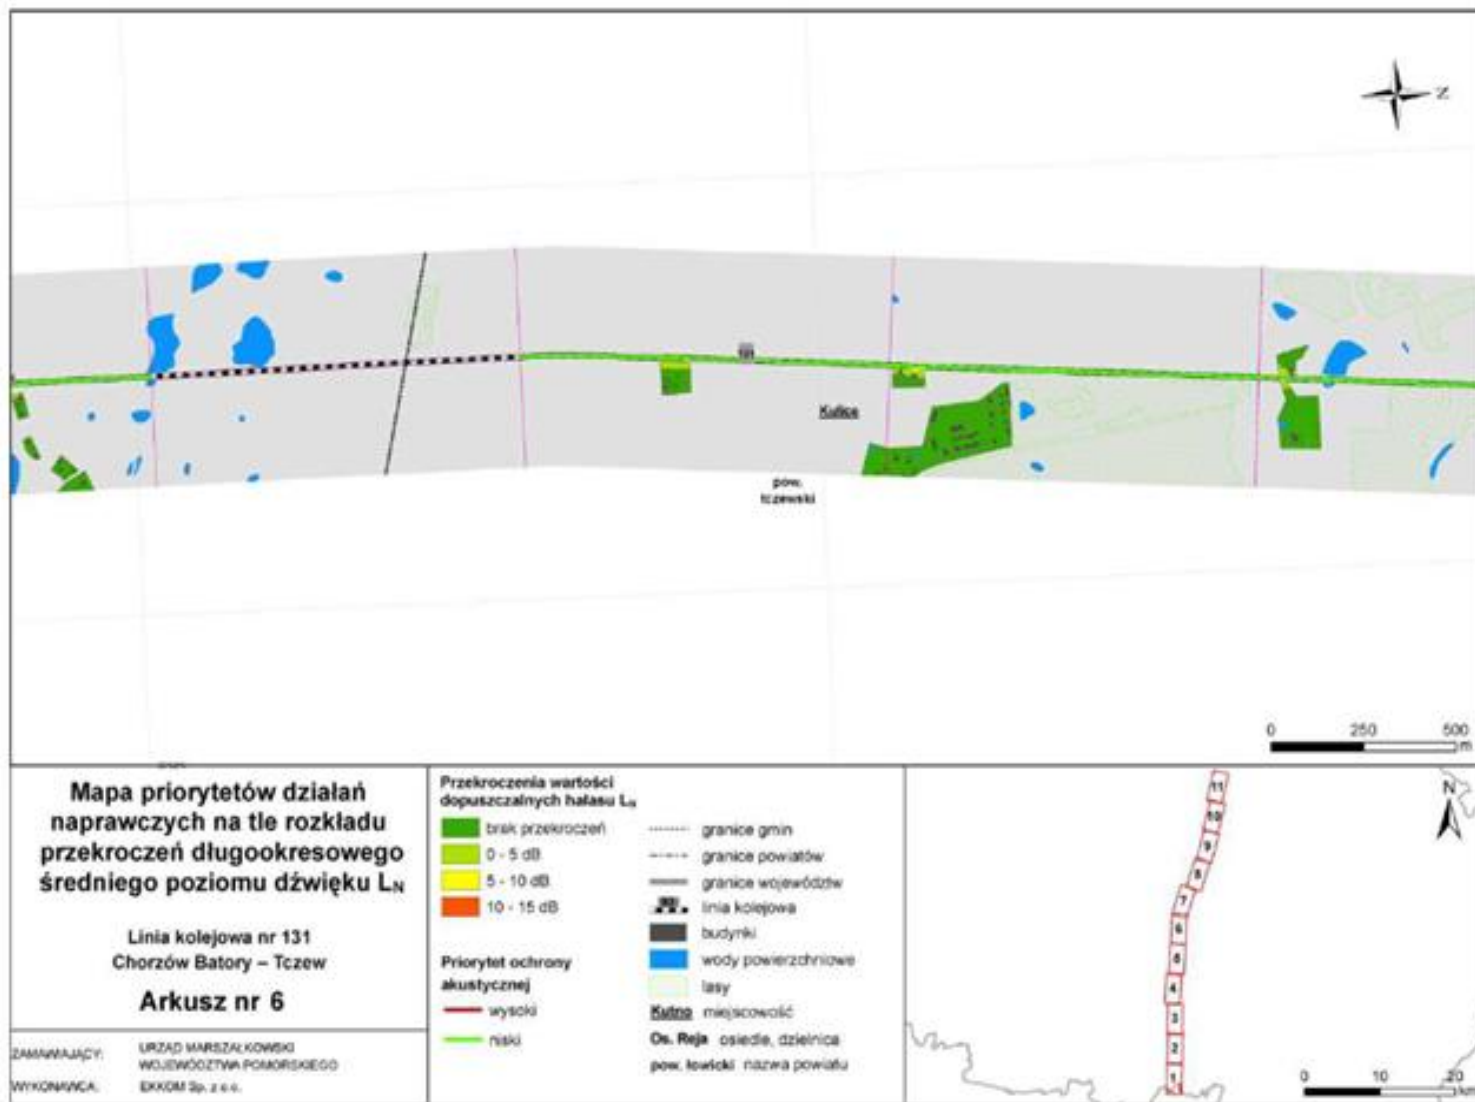 N
131
Kulice
pow.
tczewski
0 250 500
m
Mapa priorytetów działań
naprawczych na tle rozkładu
przekroczeń długookresowego
średniego poziomu dźwięku LN
Linia kolejowa nr 131
Chorzów Batory – Tczew
Arkusz nr 6
ZAMAWIAJĄCY: URZĄD MARSZAŁKOWSKI
WOJEWÓDZTWA POMORSKIEGO
WYKONAWCA: EKKOM Sp. z o.o.
Przekroczenia wartości
dopuszczalnych hałasu LN
brak przekroczeń
0 - 5 dB
5 - 10 dB
10 - 15 dB
Priorytet ochrony
akustycznej
wysoki
niski
granice gmin
granice powiatów
granice województw
linia kolejowa
budynki
wody powierzchniowe
lasy
Kutno miejscowość
Os. Reja osiedle, dzielnica
pow. łowicki nazwa powiatu
N
11
10
9
8
7
6
5
4
3
2
1
0 10 20
km